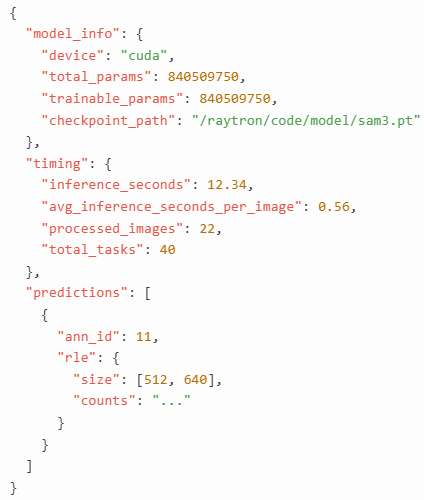 {
  "model_info": {
    "device": "cuda",
    "total_params": 840509750,
    "trainable_params": 840509750,
    "checkpoint_path": "/raytron/code/model/sam3.pt"
  },
  "timing": {
    "inference_seconds": 12.34,
    "avg_inference_seconds_per_image": 0.56,
    "processed_images": 22,
    "total_tasks": 40
  },
  "predictions": [
    {
      "ann_id": 11,
      "rle": {
        "size": [512, 640],
        "counts": "..."
      }
    }
  ]
}